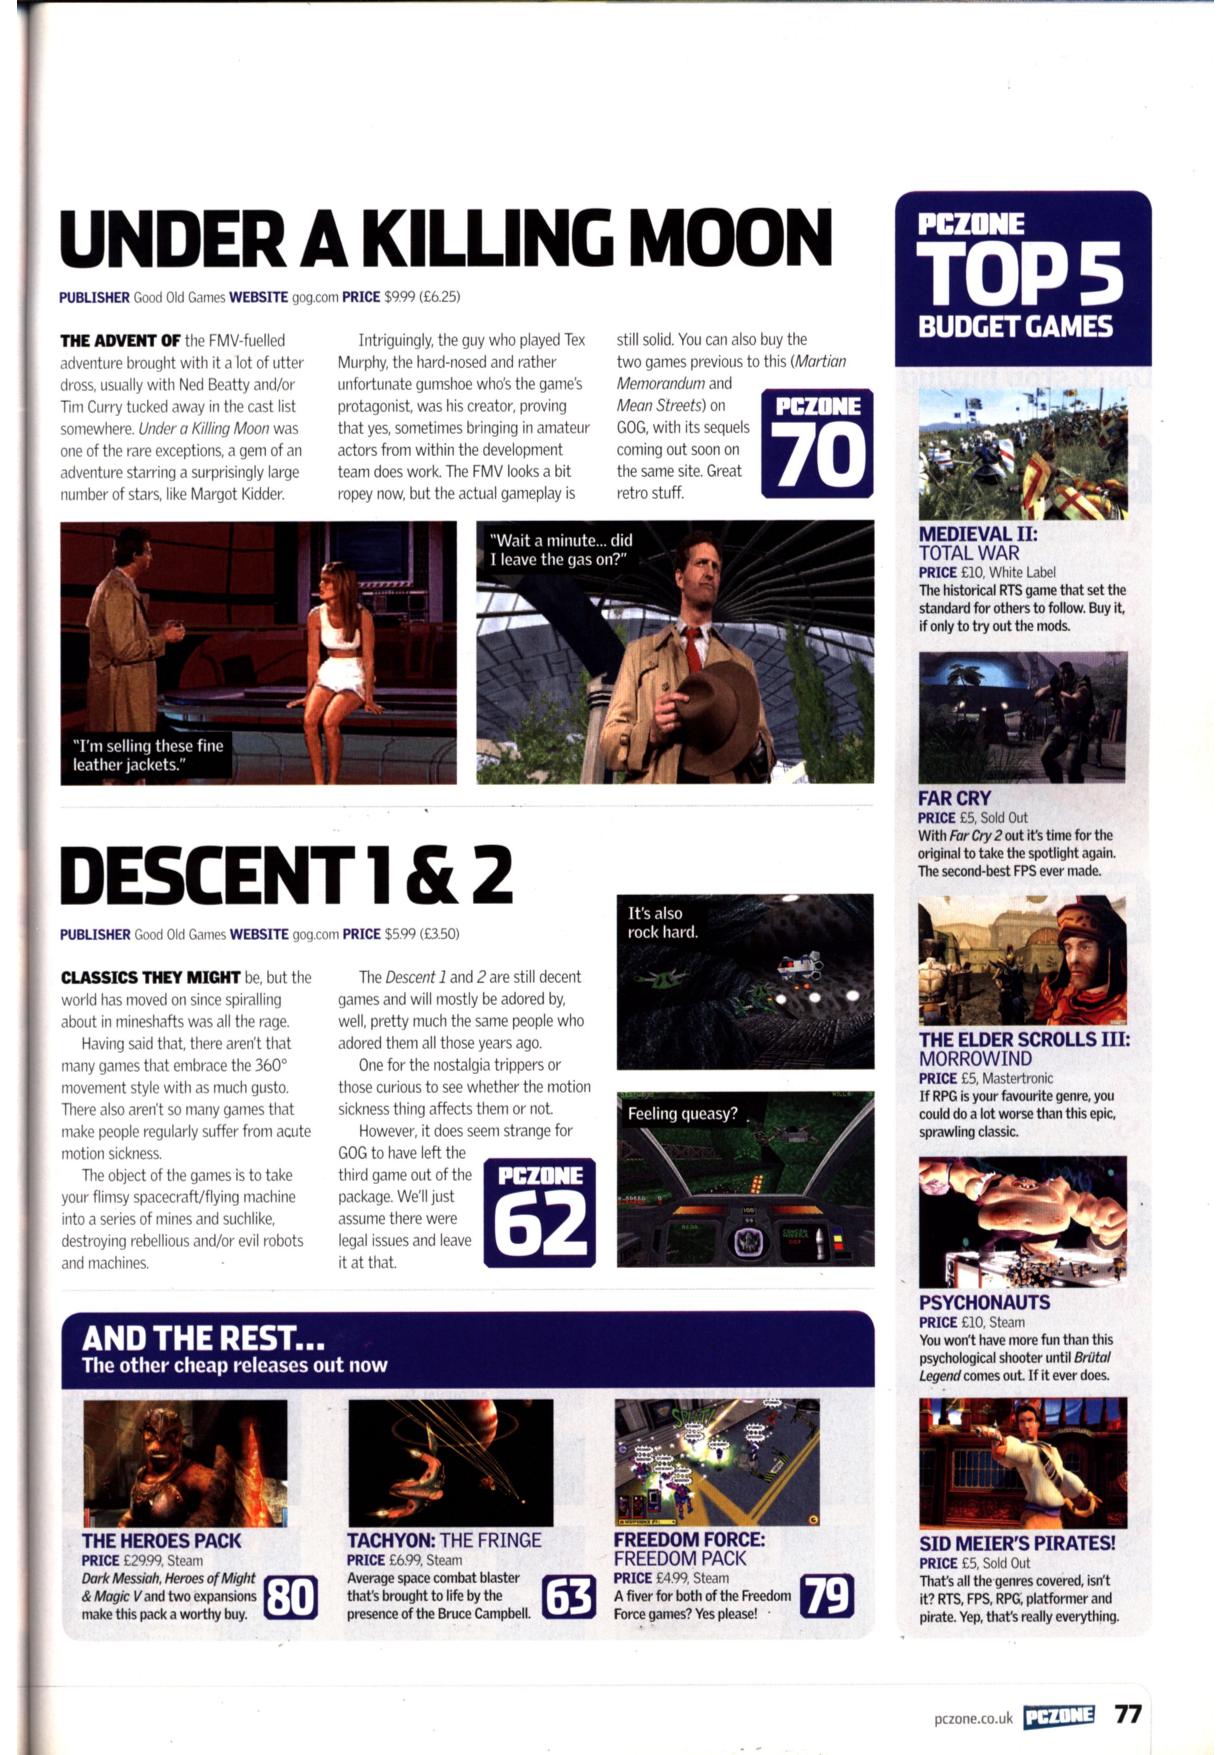 UNDER A KILLING MOON
PUBLISHER Good Old Games WEBSITE gog.com PRICE $9.99 (£6.25)
THE ADVENT OF the FMV-fuelled
adventure brought with it a lot of utter
dross, usually with Ned Beatty and/or
Tim Curry tucked away in the cast list
somewhere. Under a Killing Moon was
one of the rare exceptions, a gem of an
adventure starring a surprisingly large
number of stars, like Margot Kidder.
Intriguingly, the guy who played Tex
Murphy, the hard-nosed and rather
unfortunate gumshoe who's the game's
protagonist, was his creator, proving
that yes, sometimes bringing in amateur
actors from within the development
team does work. The FMV looks a bit
ropey now, but the actual gameplay is
still solid. You can also buy the
two games previous to this (Martian
Memorandum and
Mean Streets) on
GOG, with its sequels
coming out soon on
the same site. Great
retro stuff.
PCZONE
70
"I'm selling these fine
leather jackets."
"Wait a minute... did
I leave the gas on?"
DESCENT 1 & 2
PUBLISHER Good Old Games WEBSITE gog.com PRICE $5.99 (£3.50)
CLASSICS THEY MIGHT be, but the
world has moved on since spiralling
about in mineshafts was all the rage.
Having said that, there aren't that
many games that embrace the 360°
movement style with as much gusto.
There also aren't so many games that
make people regularly suffer from acute
motion sickness.
The object of the games is to take
your flimsy spacecraft/flying machine
into a series of mines and suchlike,
destroying rebellious and/or evil robots
and machines.
The Descent 1 and 2 are still decent
games and will mostly be adored by,
well, pretty much the same people who
adored them all those years ago.
One for the nostalgia trippers or
those curious to see whether the motion
sickness thing affects them or not.
However, it does seem strange for
GOG to have left the
third game out of the
package. We'll just
assume there were
legal issues and leave
it at that.
PCZONE
62
It's also
rock hard.
Feeling queasy?
AND THE REST...
The other cheap releases out now
THE HEROES PACK
PRICE £29.99, Steam
Dark Messiah, Heroes of Might
& Magic V and two expansions
make this pack a worthy buy.
80
TACHYON: THE FRINGE
PRICE £6.99, Steam
Average space combat blaster
that's brought to life by the
presence of the Bruce Campbell.
63
FREEDOM FORCE:
FREEDOM PACK
PRICE £4.99, Steam
A fiver for both of the Freedom
Force games? Yes please!
79
PCZONE
TOP 5
BUDGET GAMES
MEDIEVAL II:
TOTAL WAR
PRICE £10, White Label
The historical RTS game that set the
standard for others to follow. Buy it,
if only to try out the mods.
FAR CRY
PRICE £5, Sold Out
With Far Cry 2 out it's time for the
original to take the spotlight again.
The second-best FPS ever made.
THE ELDER SCROLLS III:
MORROWIND
PRICE £5, Mastertronic
If RPG is your favourite genre, you
could do a lot worse than this epic,
sprawling classic.
PSYCHONAUTS
PRICE £10, Steam
You won't have more fun than this
psychological shooter until Brütal
Legend comes out. If it ever does.
SID MEIER'S PIRATES!
PRICE £5, Sold Out
That's all the genres covered, isn't
it? RTS, FPS, RPG, platformer and
pirate. Yep, that's really everything.
pczone.co.uk PCZONE 77